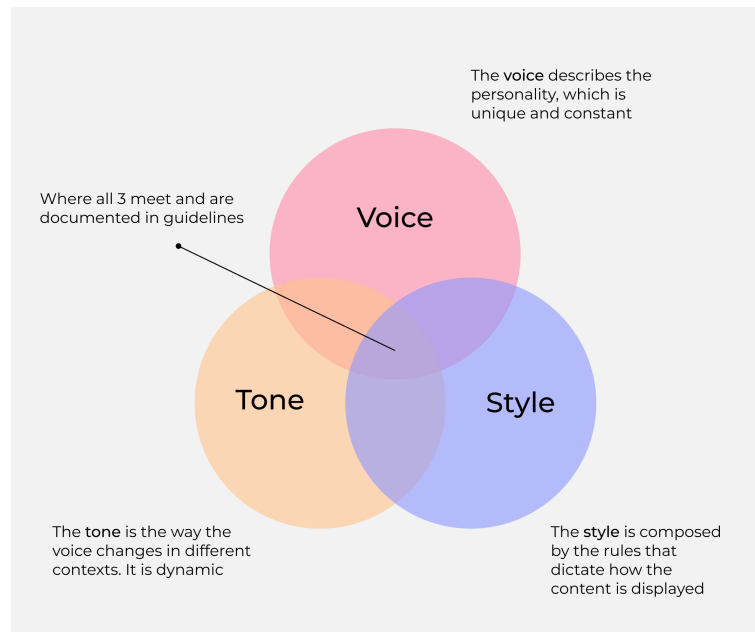 The voice describes the
personality, which is
unique and constant
Where all 3 meet and are
documented in guidelines
Voice
Tone
Style
The tone is the way the
voice changes in different
contexts. It is dynamic
The style is composed
by the rules that
dictate how the
content is displayed